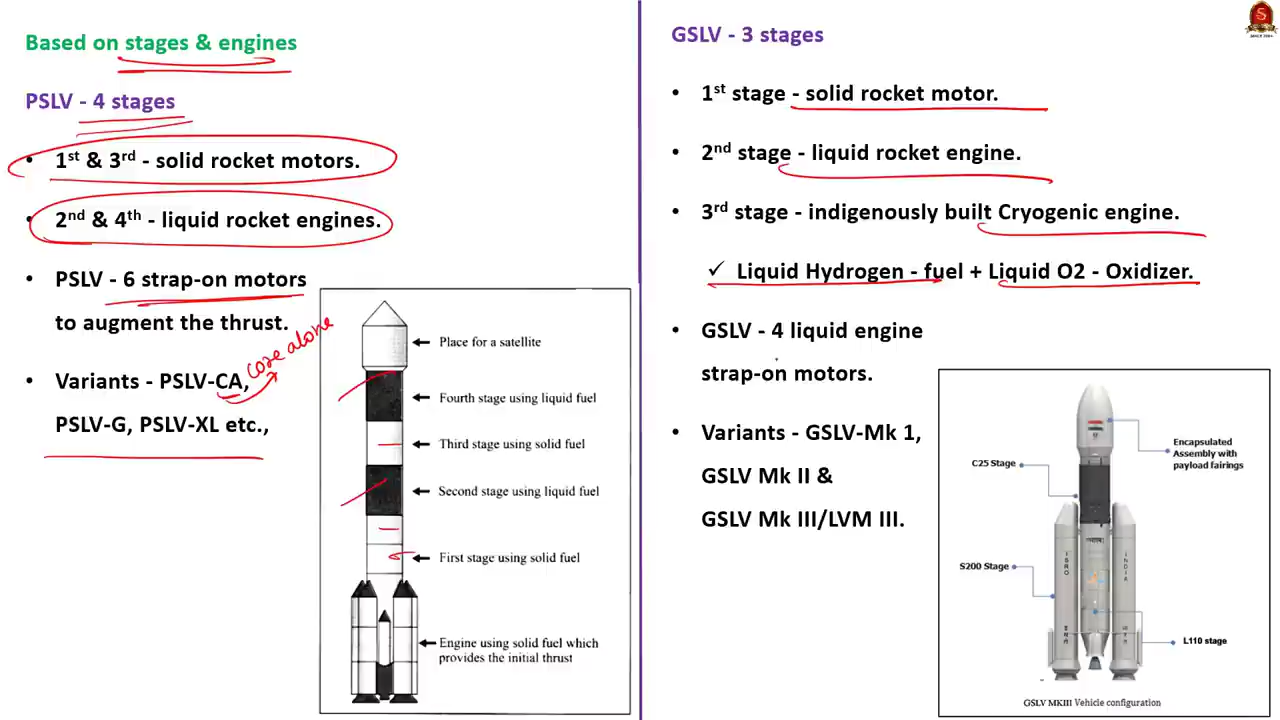 Based on stages & engines
PSLV - 4 stages
• 1st & 3rd - solid rocket motors.
• 2nd & 4th - liquid rocket engines.
• PSLV - 6 strap-on motors
to augment the thrust.
core alone
• Variants - PSLV-CA,
PSLV-G, PSLV-XL etc.,
Place for a satellite
Fourth stage using liquid fuel
Third stage using solid fuel
Second stage using liquid fuel
First stage using solid fuel
Engine using solid fuel which
provides the initial thrust
GSLV - 3 stages
• 1st stage - solid rocket motor.
• 2nd stage - liquid rocket engine.
• 3rd stage - indigenously built Cryogenic engine.
✓ Liquid Hydrogen - fuel + Liquid O2 - Oxidizer.
• GSLV - 4 liquid engine
strap-on motors.
• Variants - GSLV-Mk 1,
GSLV Mk II &
GSLV Mk III/LVM III.
Encapsulated
Assembly with
payload fairings
C25 Stage
S200 Stage
ISRO
INDIA
L110 stage
GSLV MKIII Vehicle configuration
S